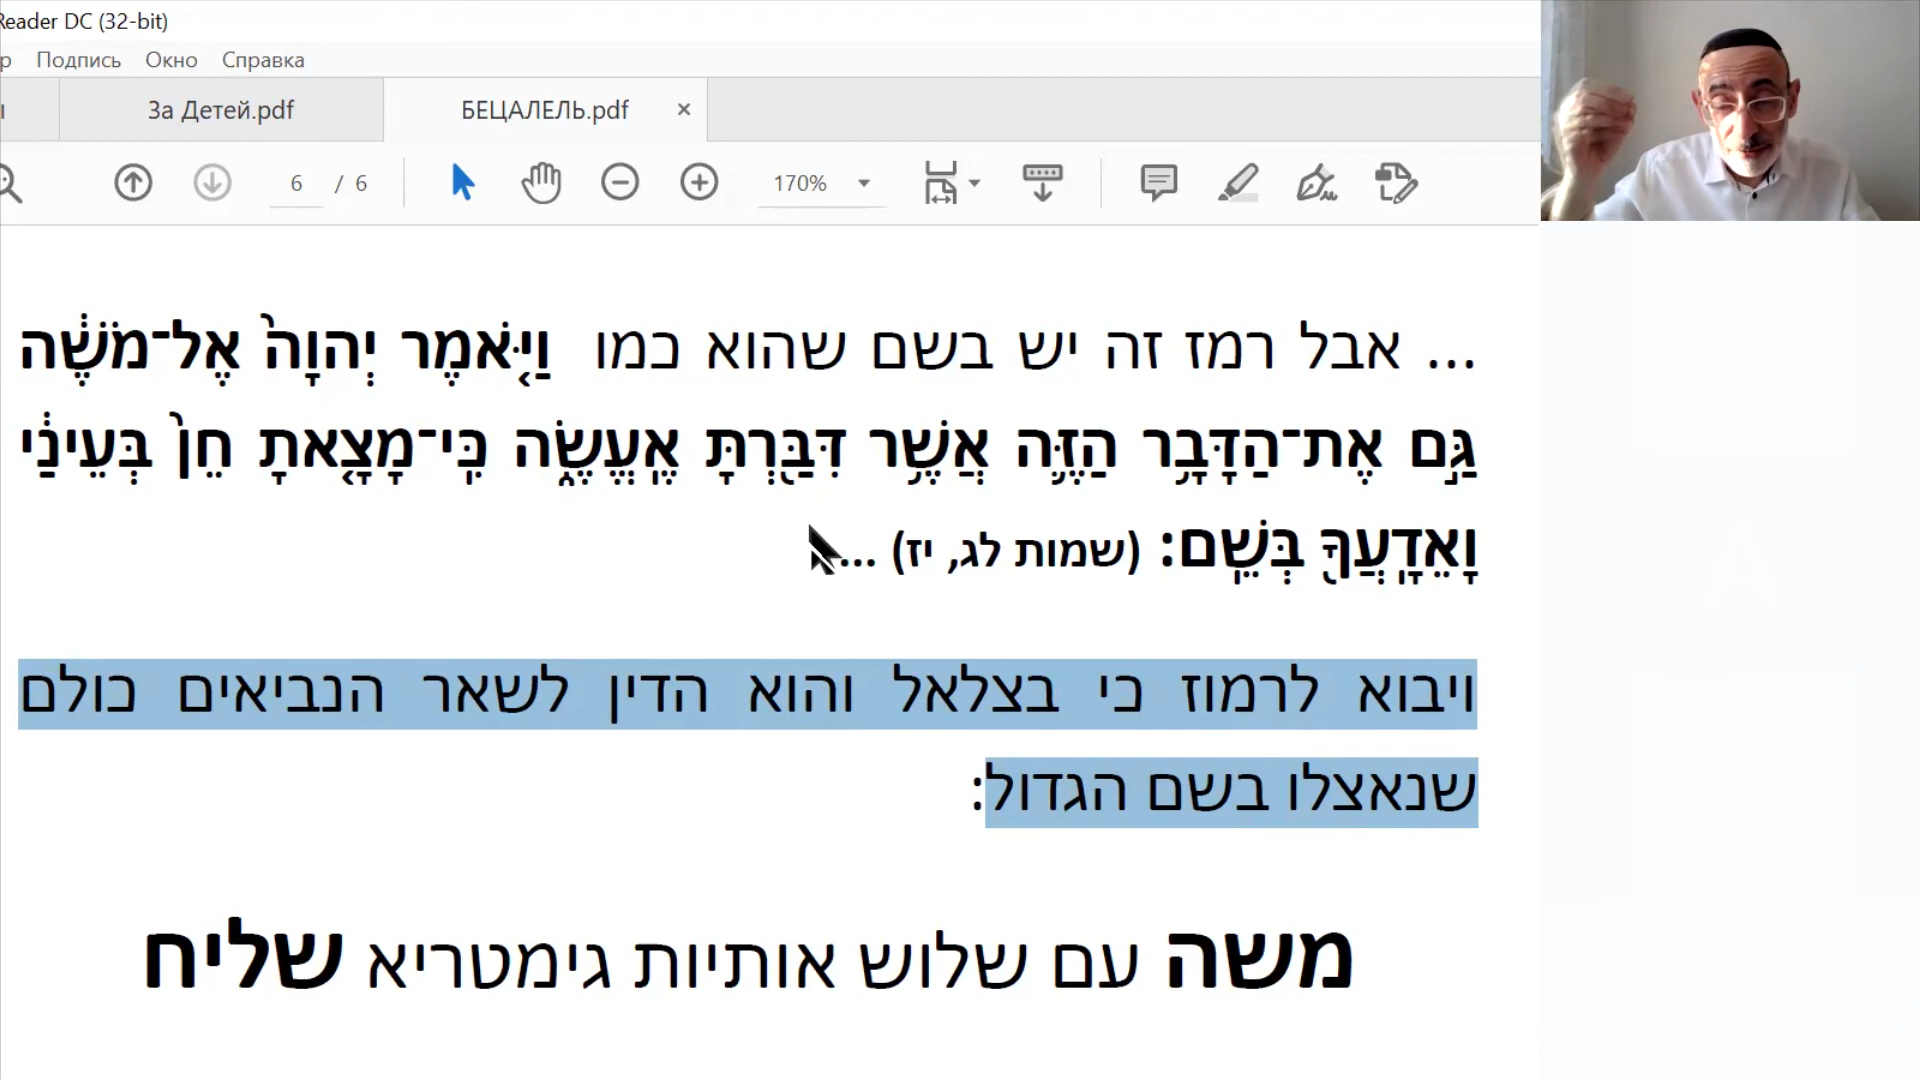 Reader DC (32-bit)
Подпись Окно Справка
За Детей.pdf БЕЦАЛЕЛЬ.pdf
6 / 6 170%
... אבל רמז זה יש בשם שהוא כמו וַיֹּ֤אמֶר יְהוָה֙ אֶל־מֹשֶׁ֔ה
גַּ֣ם אֶת־הַדָּבָ֥ר הַזֶּ֛ה אֲשֶׁ֥ר דִּבַּ֖רְתָּ אֶֽעֱשֶׂ֑ה כִּֽי־מָצָ֤אתָ חֵן֙ בְּעֵינַ֔י
וָאֵדָעֲךָ֖ בְּשֵֽׁם: (שמות לג, יז) ...
ויבוא לרמוז כי בצלאל והוא הדין לשאר הנביאים כולם
שנאצלו בשם הגדול:
משה עם שלוש אותיות גימטריא שליח